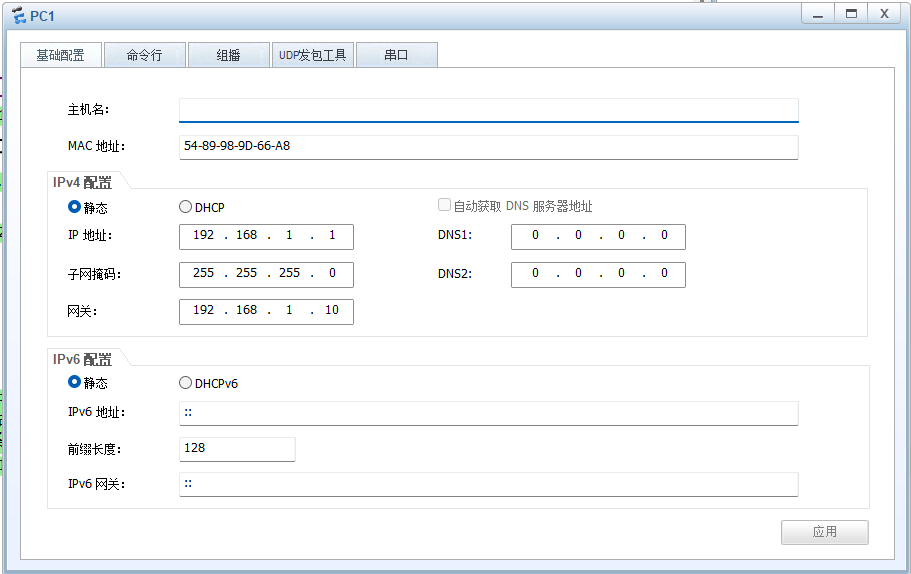 PC1
基础配置 命令行 组播 UDP发包工具 串口
主机名:
MAC 地址: 54-89-98-9D-66-A8
IPv4 配置
静态 DHCP 自动获取 DNS 服务器地址
IP 地址: 192 . 168 . 1 . 1 DNS1: 0 . 0 . 0 . 0
子网掩码: 255 . 255 . 255 . 0 DNS2: 0 . 0 . 0 . 0
网关: 192 . 168 . 1 . 10
IPv6 配置
静态 DHCPv6
IPv6 地址: ::
前缀长度: 128
IPv6 网关: ::
应用